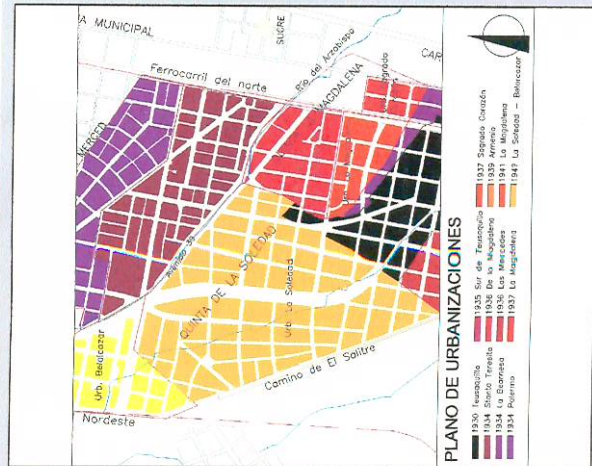 A MUNICIPAL
SUCRE
Rio del Arzobispo
CAR
Ferrocarril del norte
MAGDALENA
MERCED
Avenida 39
QUINTA DE LA SOLEDAD
Urb. La Soledad
Urb. Belalcazar
Camino de El Salitre
Nordeste
PLANO DE URBANIZACIONES
1930 Teusaquillo
1934 Santa Teresita
1934 La Bearnesa
1934 Palermo
1935 Sur de Teusaquillo
1936 De la Magdalena
1936 Las Mercedes
1937 La Magdalena
1937 Sagrado Corazón
1939 Armenia
1941 La Magdalena
1947 La Soledad - Belalcazar